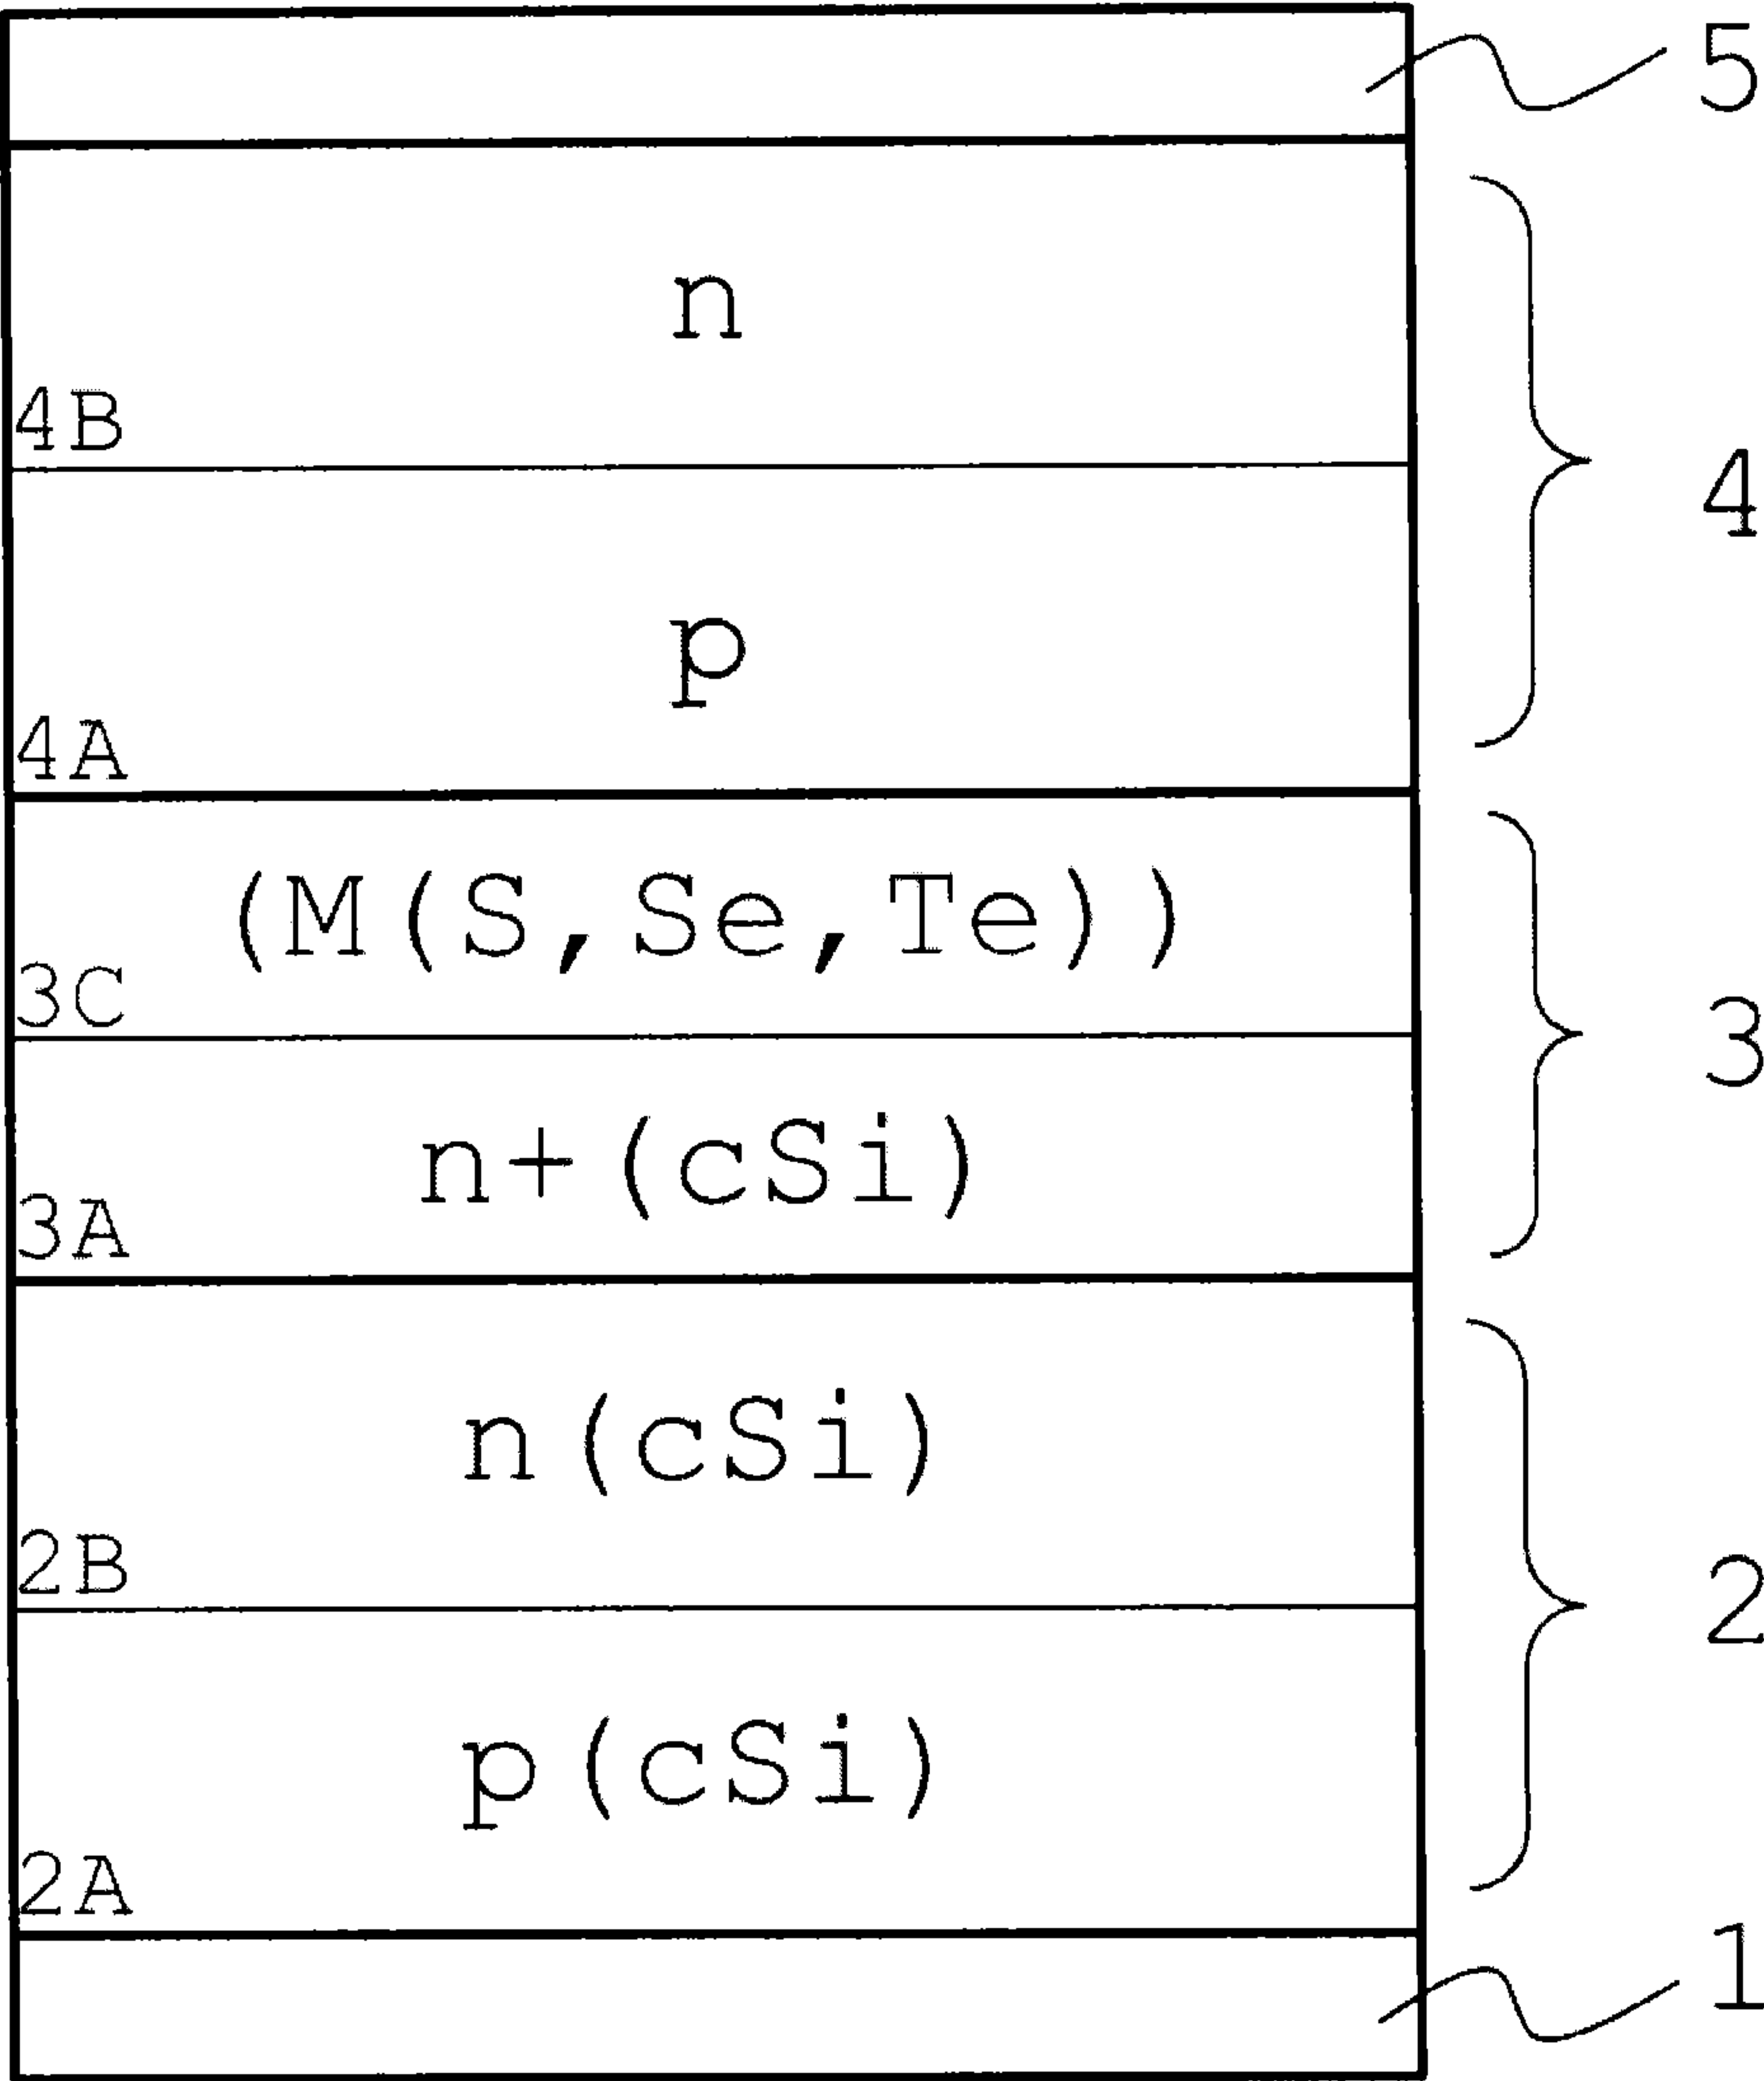 5
n
4B
4
p
4A
(M(S,Se,Te))
3C
3
n+(cSi)
3A
n(cSi)
2B
2
p(cSi)
2A
1